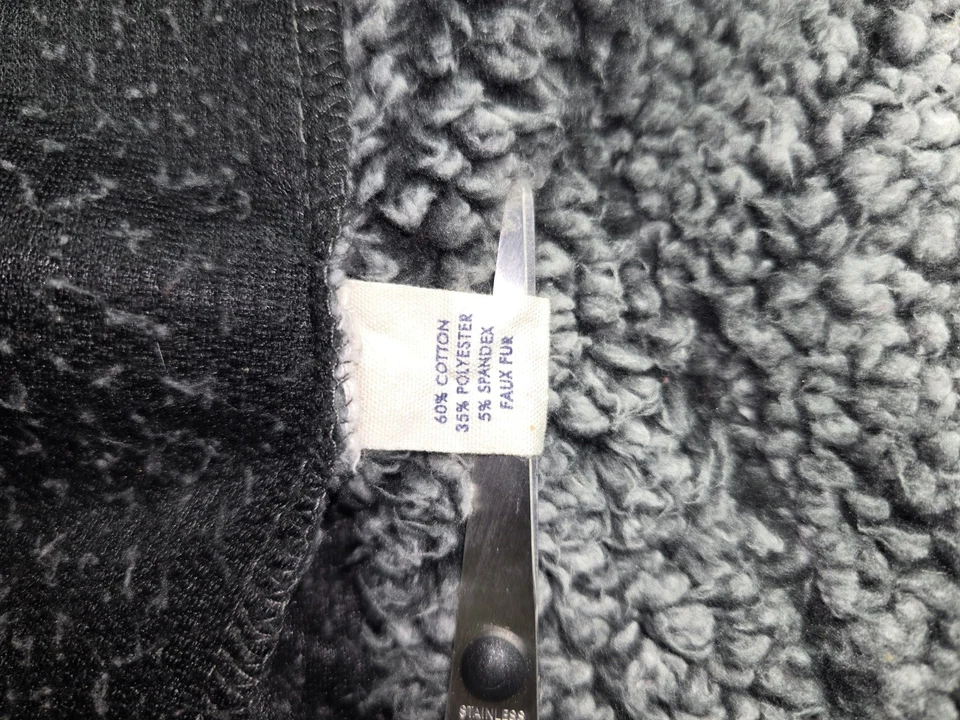 60% COTTON
35% POLYESTER
5% SPANDEX
FAUX FUR
STAINLESS